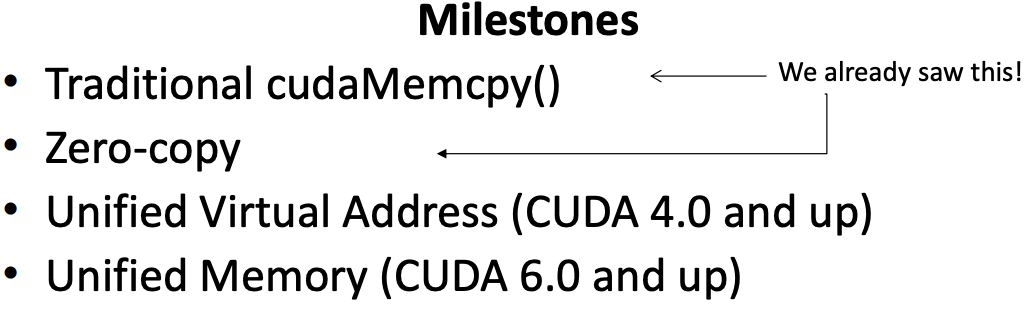 Milestones
• Traditional cudaMemcpy()
We already saw this!
• Zero-copy
• Unified Virtual Address (CUDA 4.0 and up)
• Unified Memory (CUDA 6.0 and up)